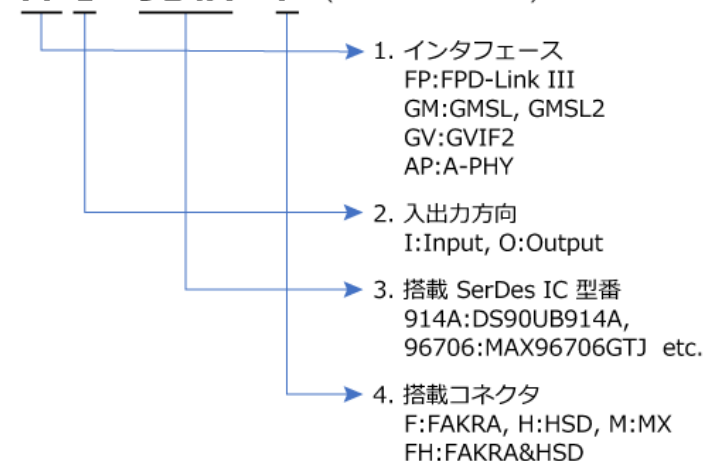 1. インタフェース
FP:FPD-Link III
GM:GMSL, GMSL2
GV:GVIF2
AP:A-PHY
2. 入出力方向
I:Input, O:Output
3. 搭載 SerDes IC 型番
914A:DS90UB914A,
96706:MAX96706GTJ etc.
4. 搭載コネクタ
F:FAKRA, H:HSD, M:MX
FH:FAKRA&HSD